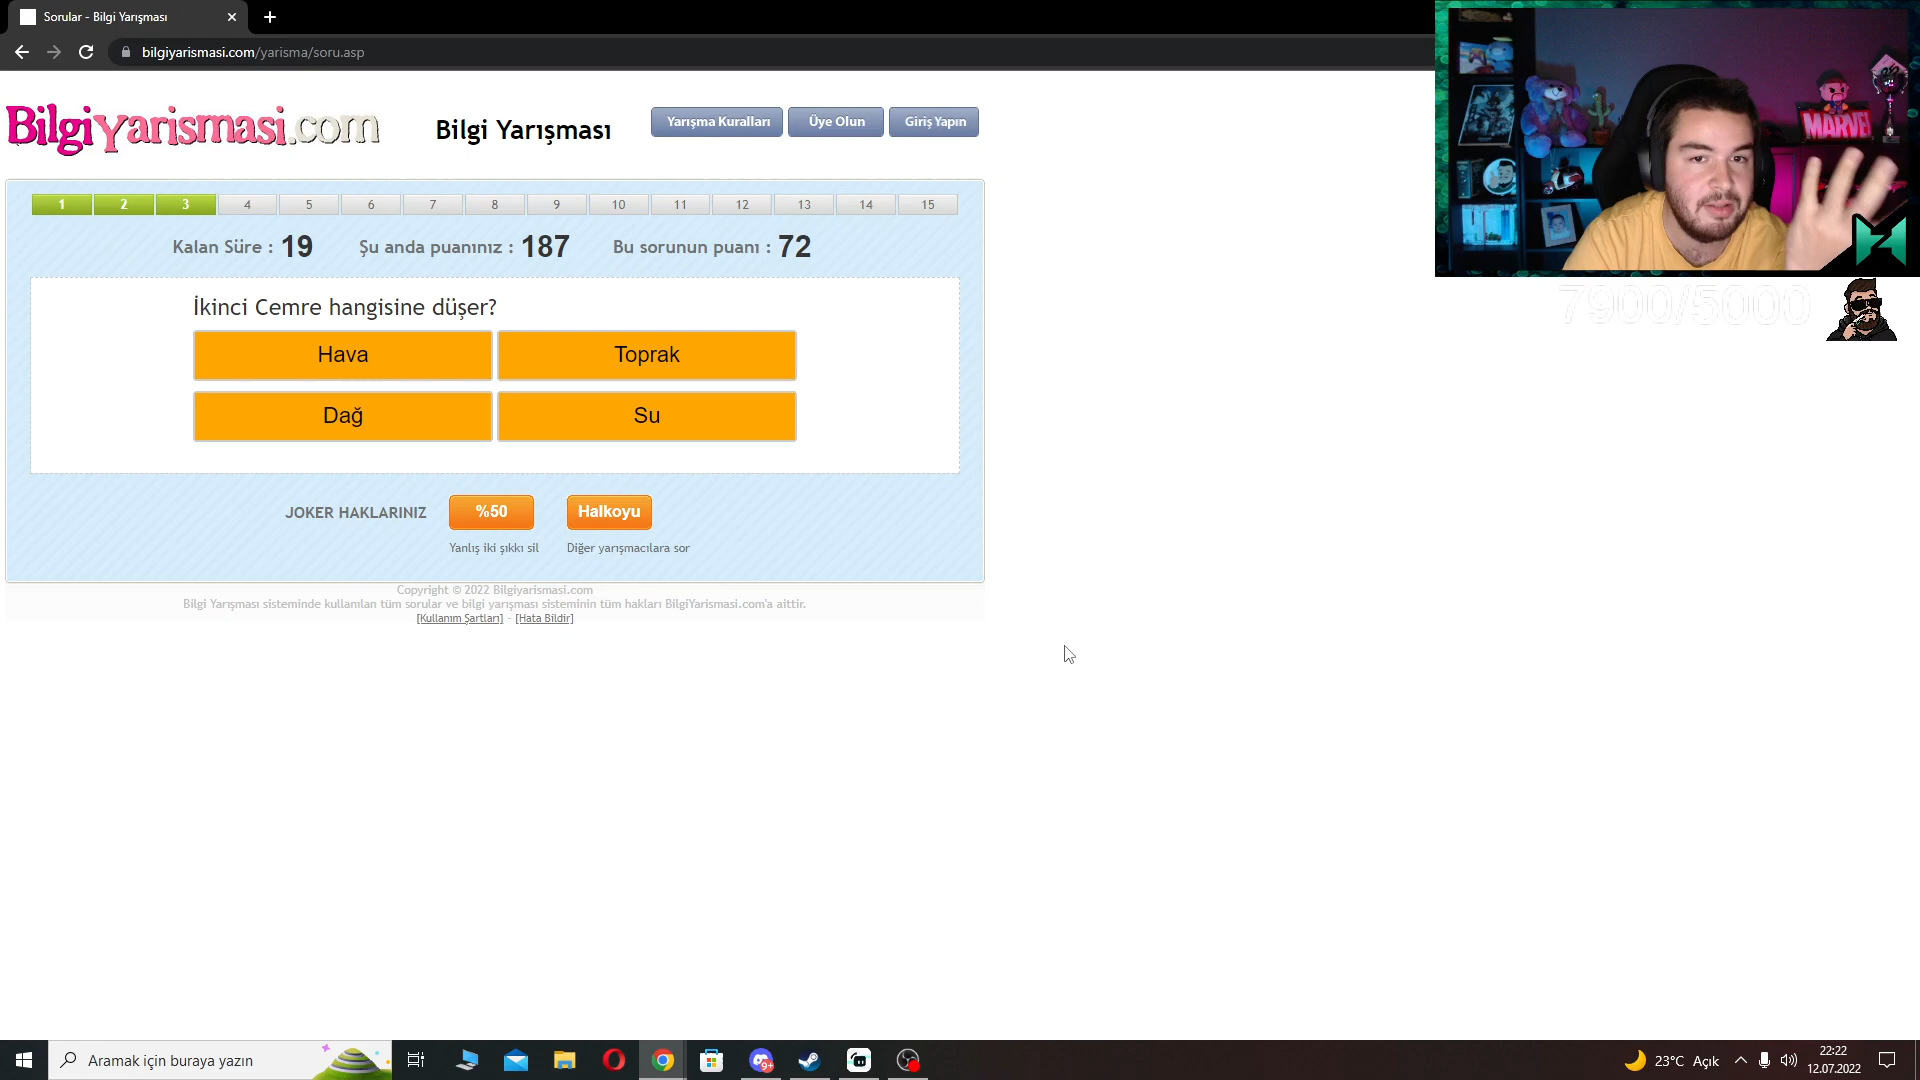 Sorular - Bilgi Yarışması
bilgiyarismasi.com/yarisma/soru.asp
Bilgiyarismasi.com
Bilgi Yarışması
Yarışma Kuralları
Üye Olun
Giriş Yapın
MARVEL
1 2 3 4 5 6 7 8 9 10 11 12 13 14 15
Kalan Süre : 19
Şu anda puanınız : 187
Bu sorunun puanı : 72
7900/5000
İkinci Cemre hangisine düşer?
Hava
Toprak
Dağ
Su
JOKER HAKLARINIZ
%50
Halkoyu
Yanlış iki şıkkı sil
Diğer yarışmacılara sor
Copyright © 2022 Bilgiyarismasi.com
Bilgi Yarışması sisteminde kullanılan tüm sorular ve bilgi yarışması sisteminin tüm hakları BilgiYarismasi.com'a aittir.
[Kullanım Şartları] - [Hata Bildir]
Aramak için buraya yazın
9+
23°C Açık
22:22
12.07.2022